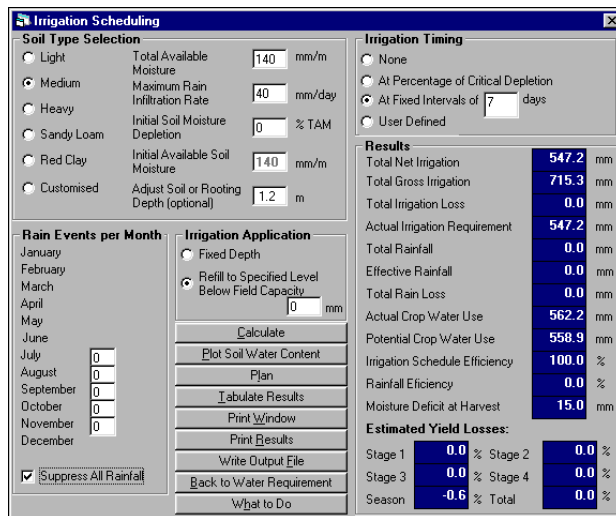 Irrigation Scheduling
Soil Type Selection
Light
Medium
Heavy
Sandy Loam
Red Clay
Customised
Total Available
Moisture
140 mm/m
Maximum Rain
Infiltration Rate
40 mm/day
Initial Soil Moisture
Depletion
0 % TAM
Initial Available Soil
Moisture
140 mm/m
Adjust Soil or Rooting
Depth (optional)
1.2 m
Irrigation Timing
None
At Percentage of Critical Depletion
At Fixed Intervals of 7 days
User Defined
Rain Events per Month
January
February
March
April
May
June
July 0
August 0
September 0
October 0
November 0
December
Suppress All Rainfall
Irrigation Application
Fixed Depth
Refill to Specified Level
Below Field Capacity
0 mm
Calculate
Plot Soil Water Content
Plan
Tabulate Results
Print Window
Print Results
Write Output File
Back to Water Requirement
What to Do
Results
Total Net Irrigation 547.2 mm
Total Gross Irrigation 715.3 mm
Total Irrigation Loss 0.0 mm
Actual Irrigation Requirement 547.2 mm
Total Rainfall 0.0 mm
Effective Rainfall 0.0 mm
Total Rain Loss 0.0 mm
Actual Crop Water Use 562.2 mm
Potential Crop Water Use 558.9 mm
Irrigation Schedule Efficiency 100.0 %
Rainfall Eficiency 0.0 %
Moisture Deficit at Harvest 15.0 mm
Estimated Yield Losses:
Stage 1 0.0 % Stage 2 0.0 %
Stage 3 0.0 % Stage 4 0.0 %
Season -0.6 % Total 0.0 %